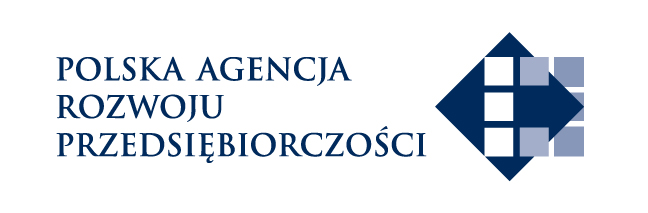 POLSKA AGENCJA
ROZWOJU
PRZEDSIĘBIORCZOŚCI